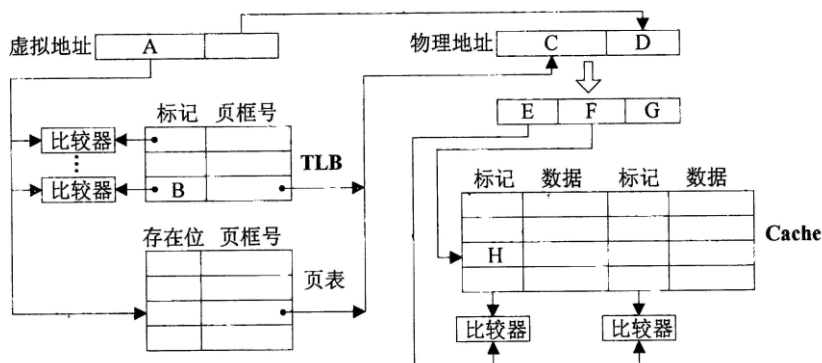 虚拟地址 A
物理地址 C D
E F G
标记 页框号
比较器
TLB
比较器 B
标记 数据 标记 数据
Cache
H
存在位 页框号
页表
比较器 比较器